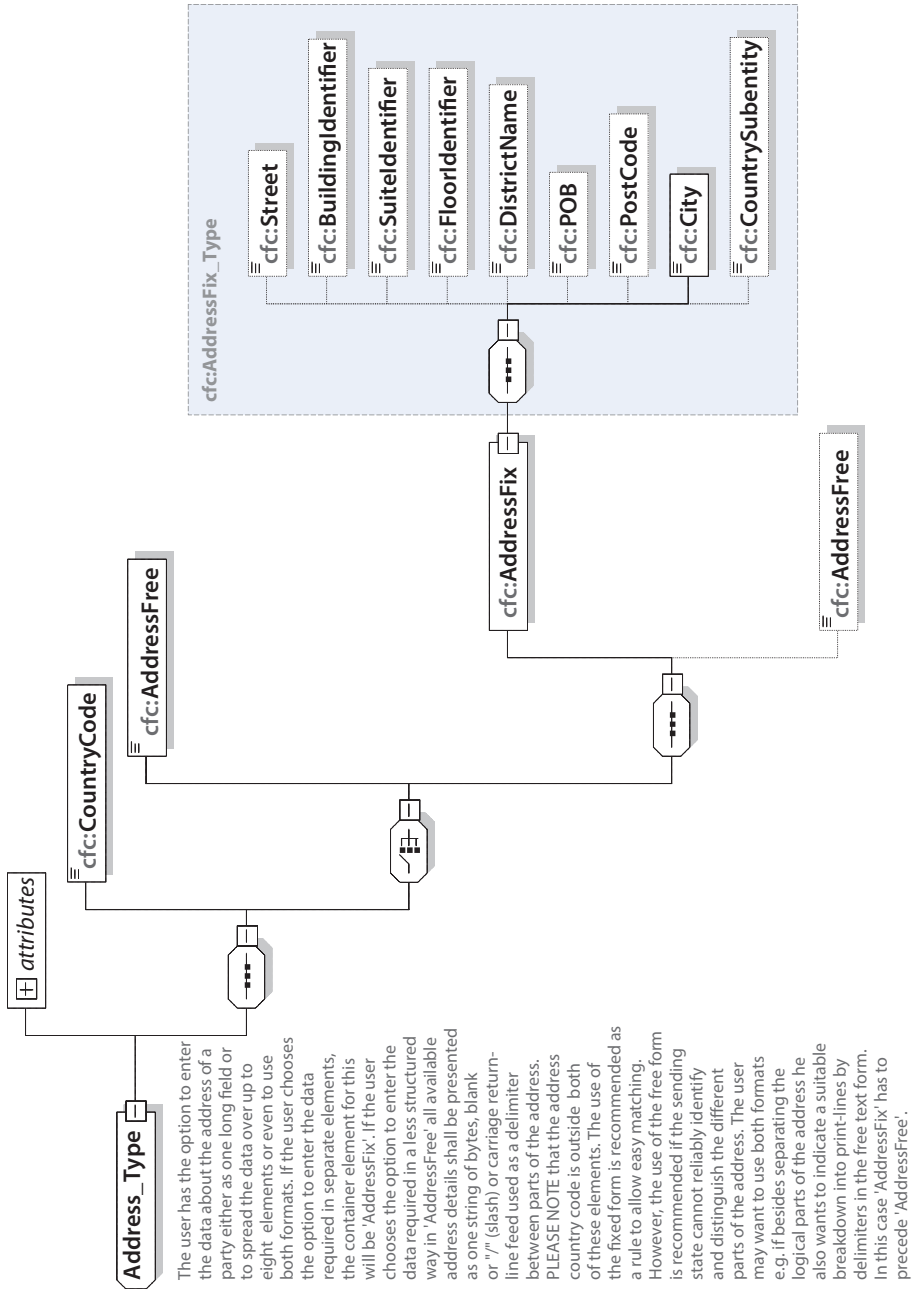 attributes
Address_Type
The user has the option to enter
the data about the address of a
party either as one long field or
to spread the data over up to
eight elements or even to use
both formats. If the user chooses
the option to enter the data
required in separate elements,
the container element for this
will be 'AddressFix'. If the user
chooses the option to enter the
data required in a less structured
way in 'AddressFree' all available
address details shall be presented
as one string of bytes, blank
or "/" (slash) or carriage return-
line feed used as a delimiter
between parts of the address.
PLEASE NOTE that the address
country code is outside both
of these elements. The use of
the fixed form is recommended as
a rule to allow easy matching.
However, the use of the free form
is recommended if the sending
state cannot reliably identify
and distinguish the different
parts of the address. The user
may want to use both formats
e.g. if besides separating the
logical parts of the address he
also wants to indicate a suitable
breakdown into print-lines by
delimiters in the free text form.
In this case 'AddressFix' has to
precede 'AddressFree'.
cfc:CountryCode
cfc:AddressFree
cfc:AddressFix
cfc:AddressFree
cfc:AddressFix_Type
cfc:Street
cfc:BuildingIdentifier
cfc:SuiteIdentifier
cfc:FloorIdentifier
cfc:DistrictName
cfc:POB
cfc:PostCode
cfc:City
cfc:CountrySubentity